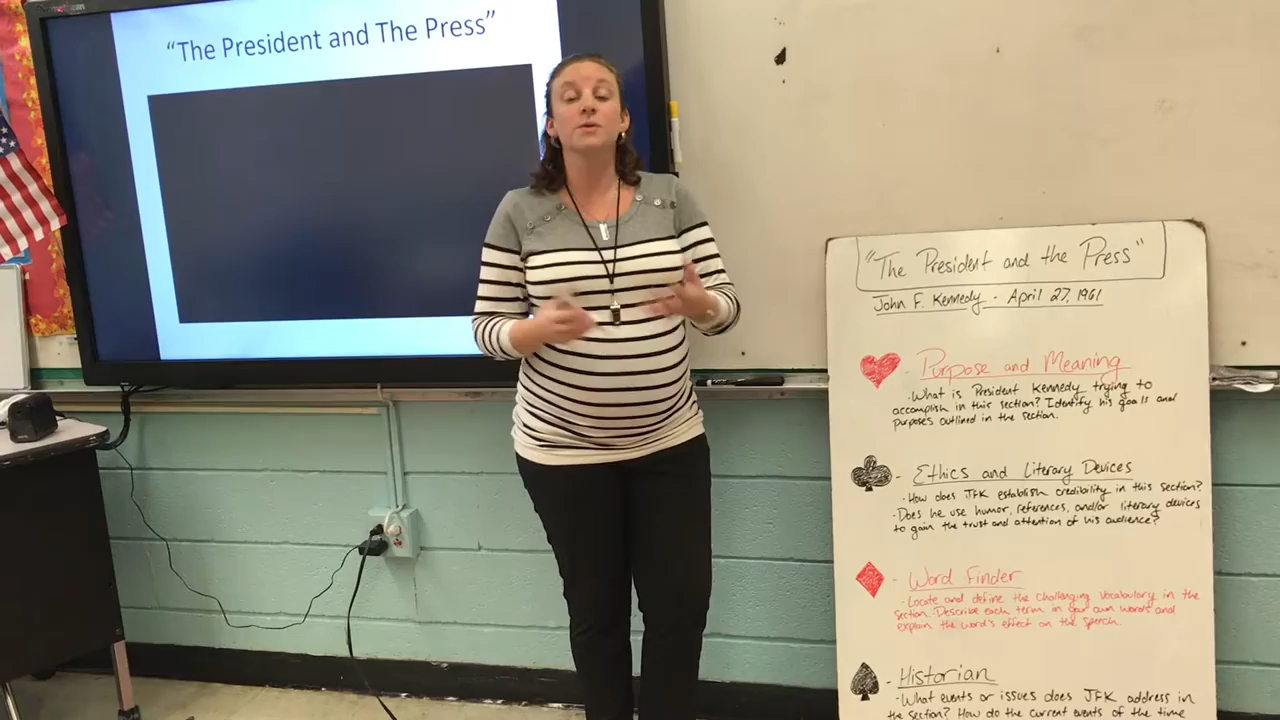 "The President and The Press"
"The President and the Press"
John F. Kennedy - April 27, 1961
- Purpose and Meaning
· What is President Kennedy trying to
accomplish in this section? Identify his goals and
purposes outlined in the section.
- Ethics and Literary Devices
· How does JFK establish credibility in this section?
· Does he use humor, references, and/or literary devices
to gain the trust and attention of his audience?
- Word Finder
· Locate and define the challenging vocabulary in the
section. Describe each term in your own words and
explain the word's effect on the speech.
- Historian
· What events or issues does JFK address in
the section? How do the current events of the time